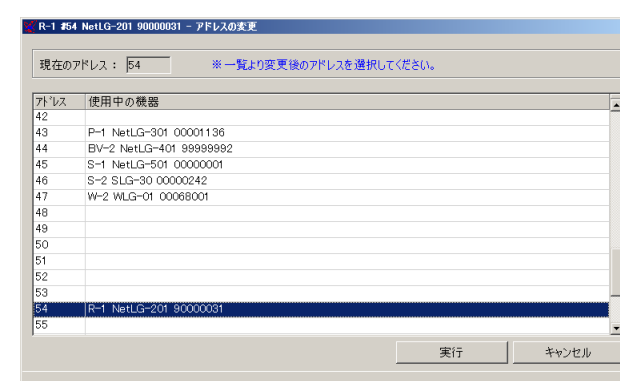 R-1 #54 NetLG-201 90000031 - アドレスの変更
現在のアドレス： 54 ※一覧より変更後のアドレスを選択してください。
ｱﾄﾞﾚｽ 使用中の機器
42
43 P-1 NetLG-301 00001136
44 BV-2 NetLG-401 99999992
45 S-1 NetLG-501 00000001
46 S-2 SLG-30 00000242
47 W-2 WLG-01 00068001
48
49
50
51
52
53
54 R-1 NetLG-201 90000031
55
実行 キャンセル